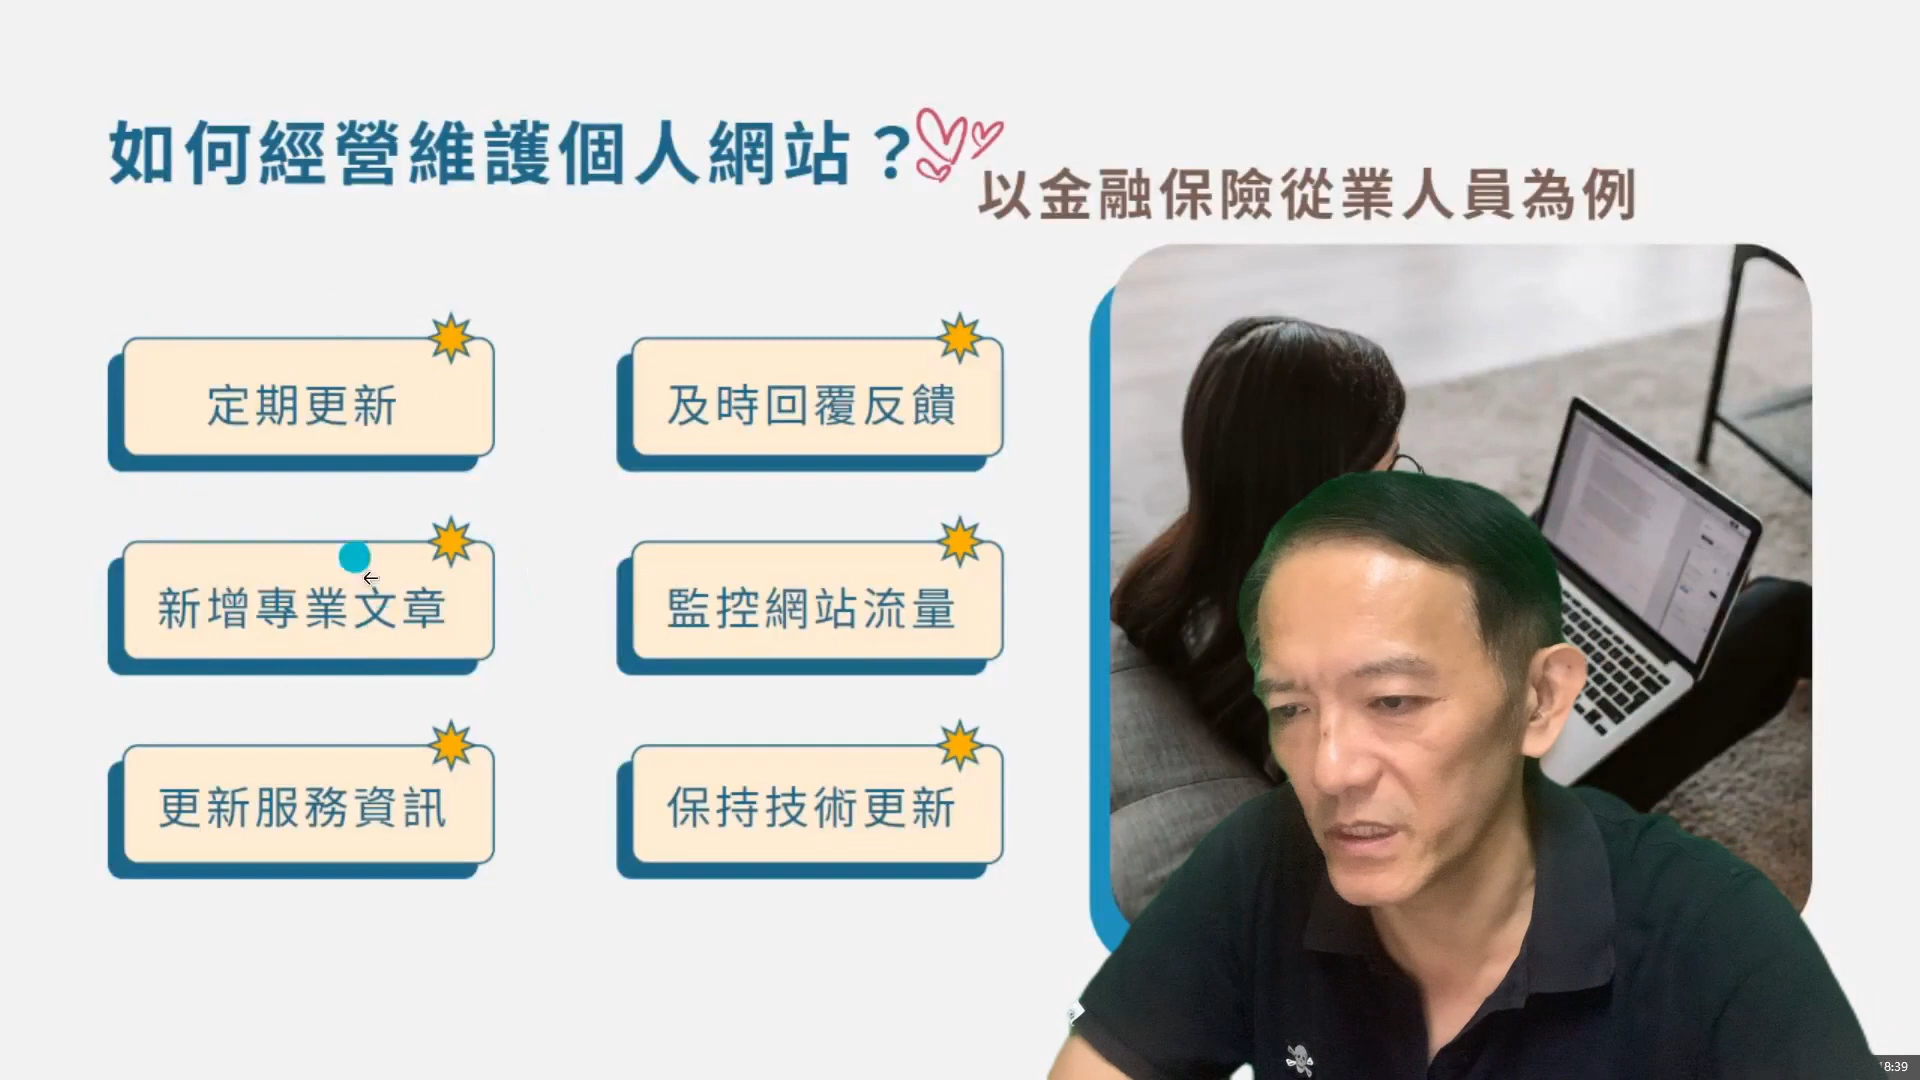 如何經營維護個人網站？
以金融保險從業人員為例
定期更新
及時回覆反饋
新增專業文章
監控網站流量
更新服務資訊
保持技術更新
8:39